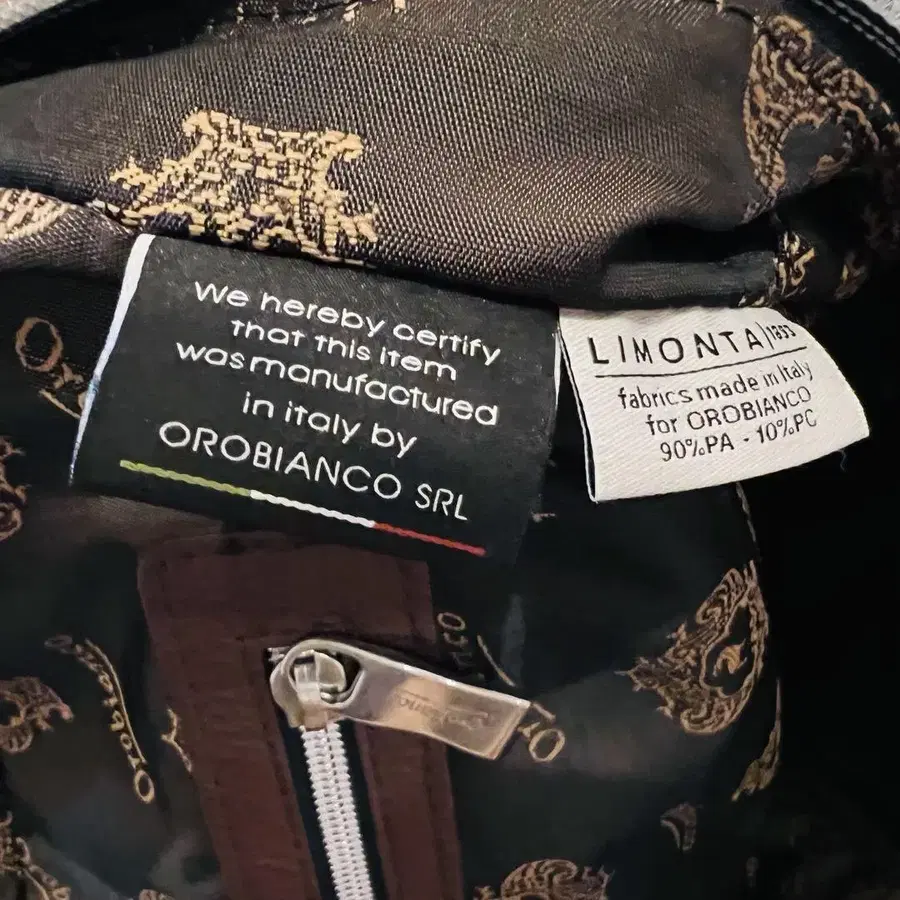 We hereby certify
that this item
was manufactured
in italy by
OROBIANCO SRL
LIMONTA|1893
fabrics made in Italy
for OROBIANCO
90%PA - 10%PC